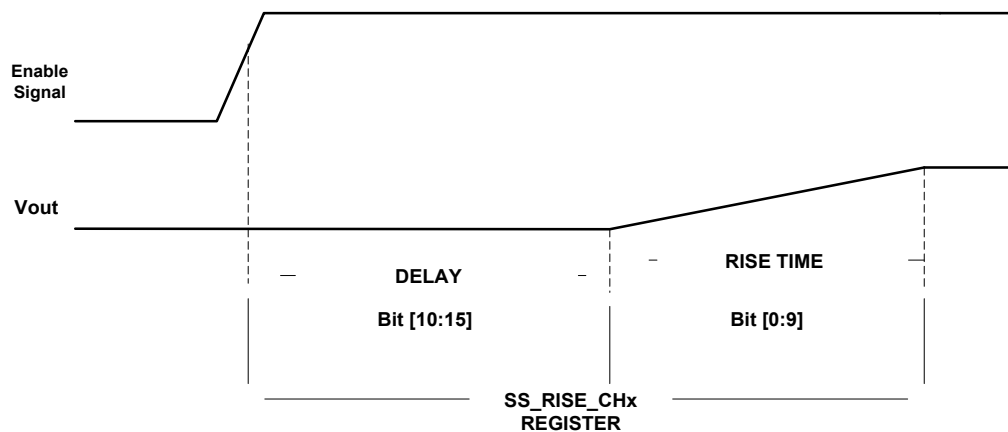 Enable
Signal
Vout
DELAY
RISE TIME
Bit [10:15]
Bit [0:9]
SS_RISE_CHx
REGISTER